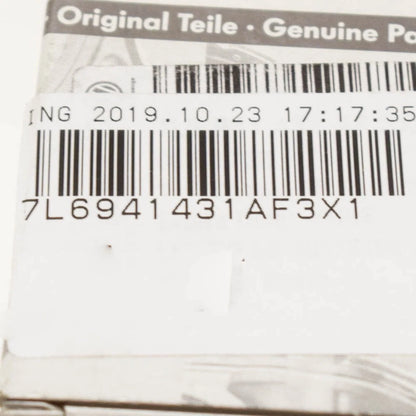 Original Teile · Genuine Pa
ING 2019.10.23 17:17:35
7L6941431AF3X1